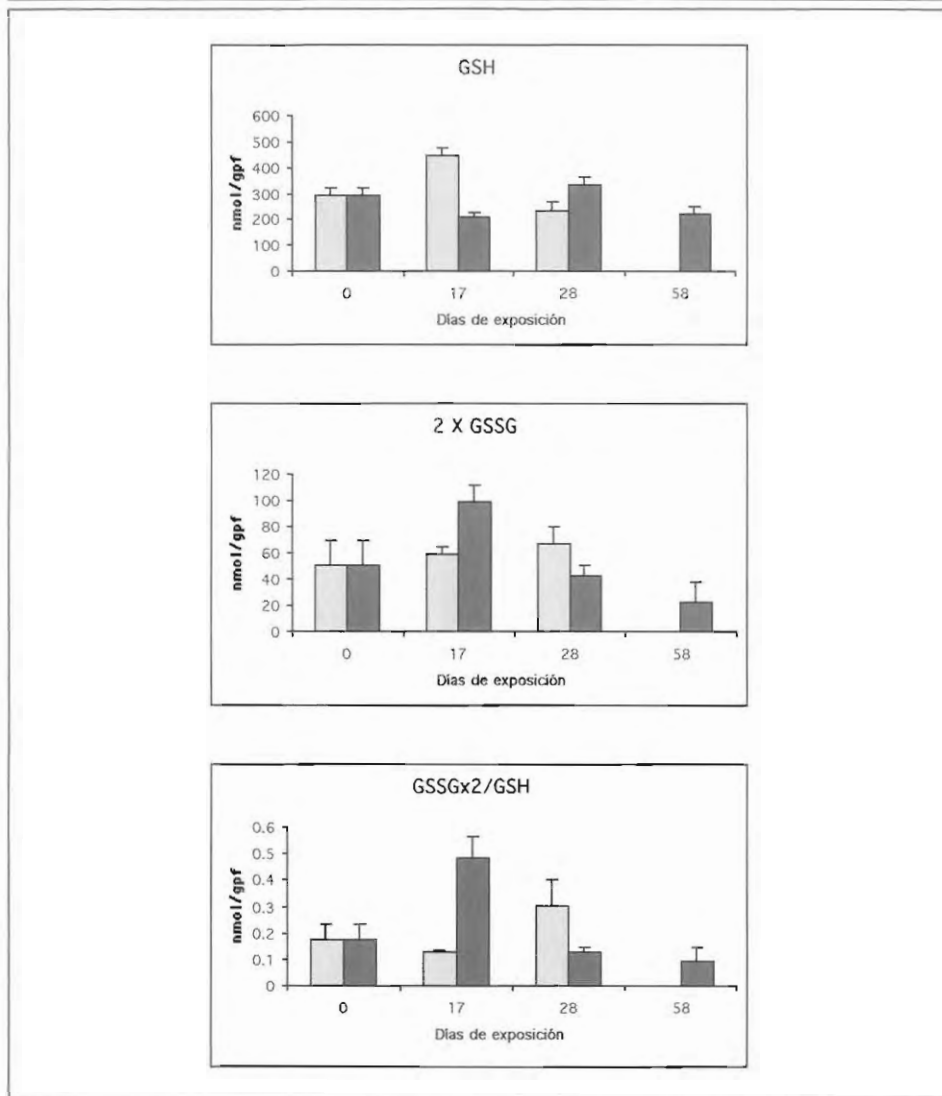 GSH
600
500
400
300
200
100
0
nmol/gpf
0 17 28 58
Días de exposición
2 X GSSG
120
100
80
60
40
20
0
nmol/gpf
0 17 28 58
Días de exposición
GSSGx2/GSH
0.6
0.5
0.4
0.3
0.2
0.1
0
nmol/gpf
0 17 28 58
Días de exposición